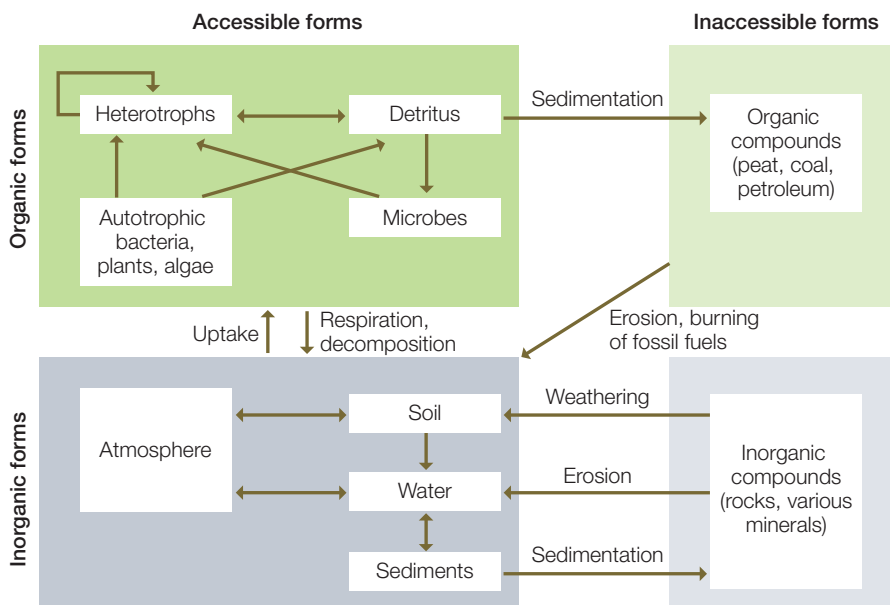 Accessible forms
Inaccessible forms
Organic forms
Heterotrophs
Detritus
Sedimentation
Organic
compounds
(peat, coal,
petroleum)
Autotrophic
bacteria,
plants, algae
Microbes
Uptake
Respiration,
decomposition
Erosion, burning
of fossil fuels
Inorganic forms
Atmosphere
Soil
Weathering
Water
Erosion
Inorganic
compounds
(rocks, various
minerals)
Sediments
Sedimentation